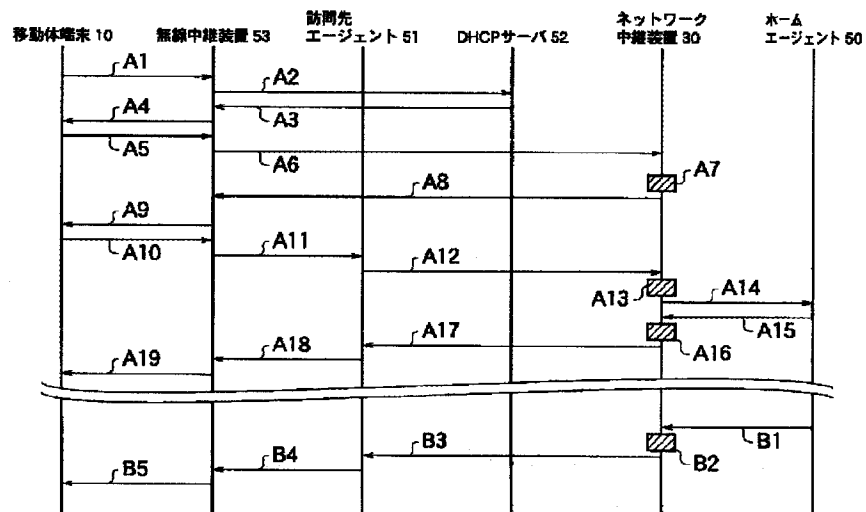 移動体端末 10
無線中継装置 53
訪問先
エージェント 51
DHCPサーバ 52
ネットワーク
中継装置 30
ホーム
エージェント 50
A1
A2
A4
A3
A5
A6
A7
A8
A9
A10
A11
A12
A13
A14
A15
A17
A16
A18
A19
B1
B3
B2
B4
B5